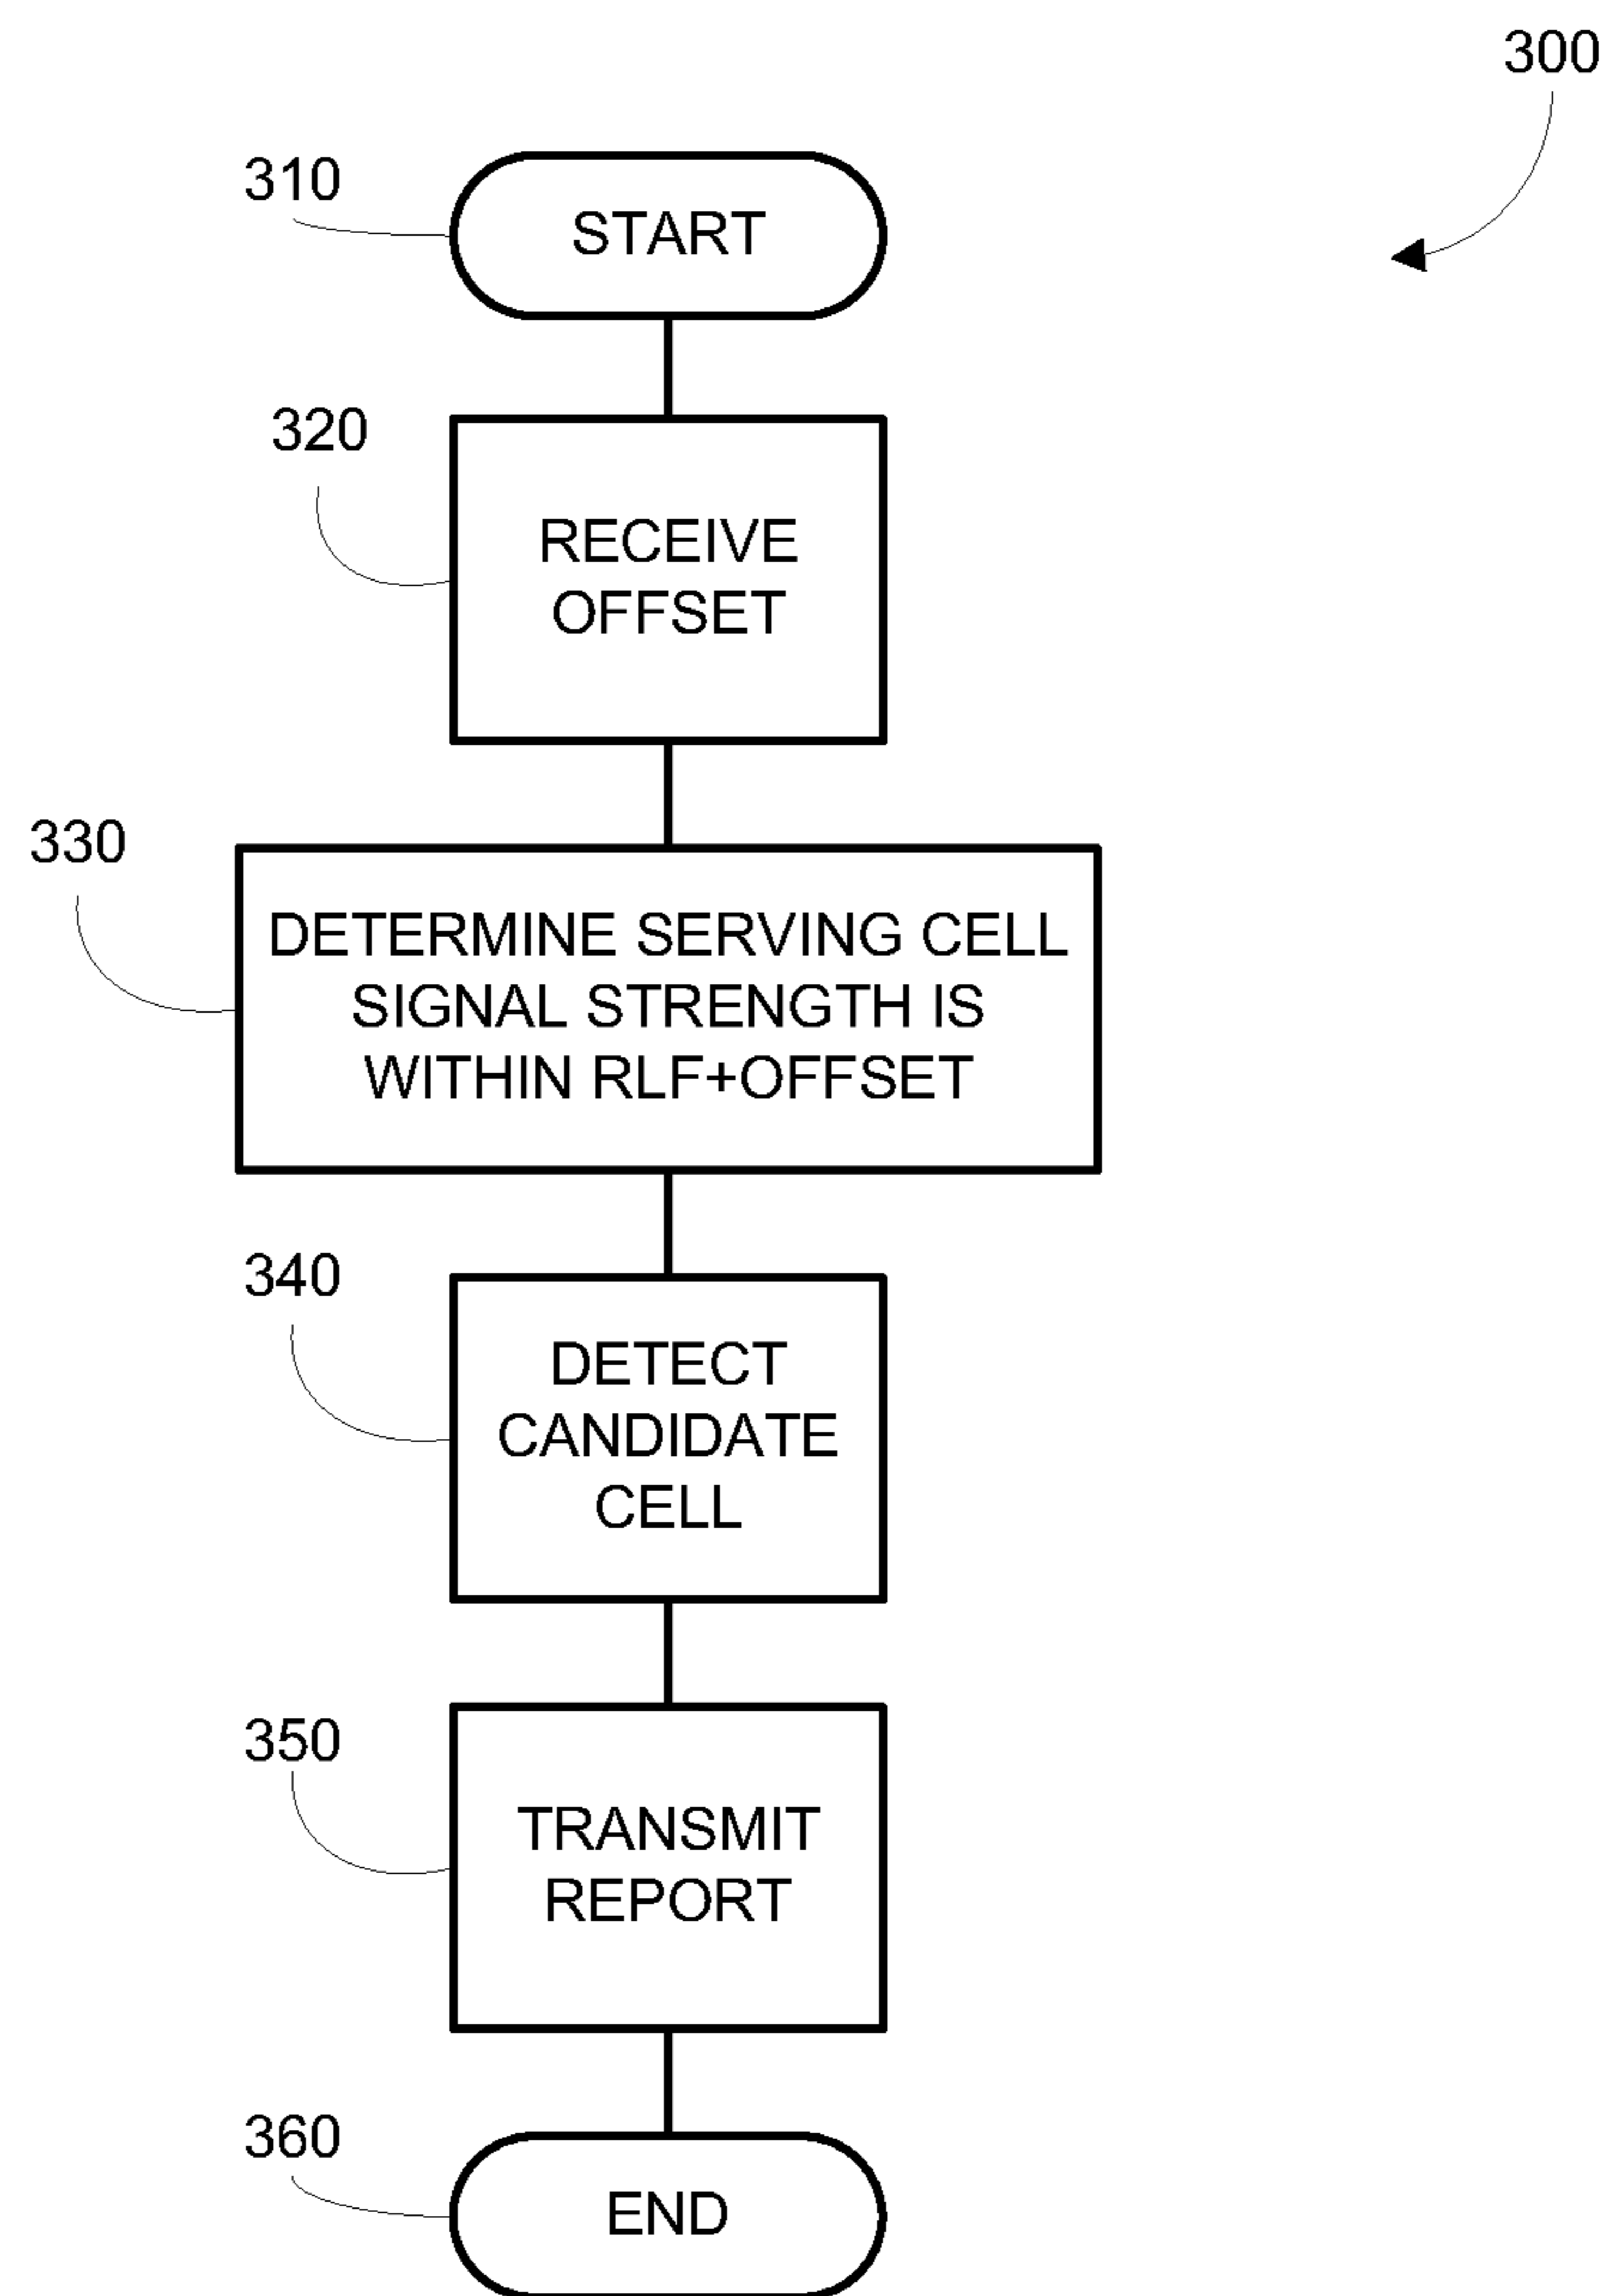 300
310
START
320
RECEIVE
OFFSET
330
DETERMINE SERVING CELL
SIGNAL STRENGTH IS
WITHIN RLF+OFFSET
340
DETECT
CANDIDATE
CELL
350
TRANSMIT
REPORT
360
END